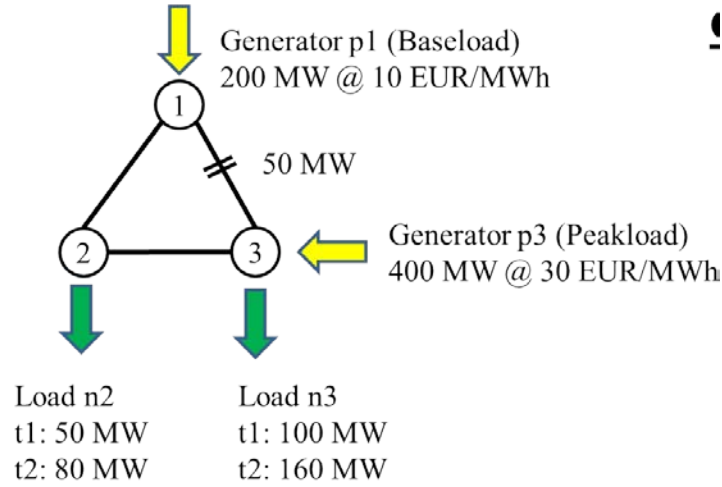 Generator p1 (Baseload)
200 MW @ 10 EUR/MWh
1
50 MW
2
3
Generator p3 (Peakload)
400 MW @ 30 EUR/MWh
Load n2
t1: 50 MW
t2: 80 MW
Load n3
t1: 100 MW
t2: 160 MW